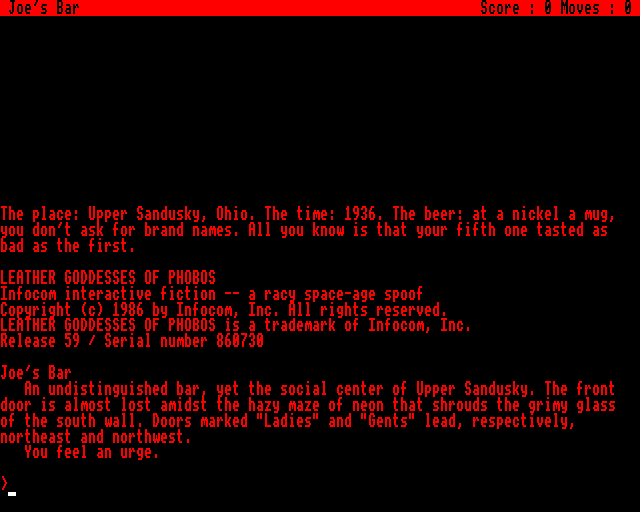 Joe's Bar Score : 0 Moves : 0
The place: Upper Sandusky, Ohio. The time: 1936. The beer: at a nickel a mug,
you don't ask for brand names. All you know is that your fifth one tasted as
bad as the first.
LEATHER GODDESSES OF PHOBOS
Infocom interactive fiction -- a racy space-age spoof
Copyright (c) 1986 by Infocom, Inc. All rights reserved.
LEATHER GODDESSES OF PHOBOS is a trademark of Infocom, Inc.
Release 59 / Serial number 860730
Joe's Bar
An undistinguished bar, yet the social center of Upper Sandusky. The front
door is almost lost amidst the hazy maze of neon that shrouds the grimy glass
of the south wall. Doors marked "Ladies" and "Gents" lead, respectively,
northeast and northwest.
You feel an urge.
>